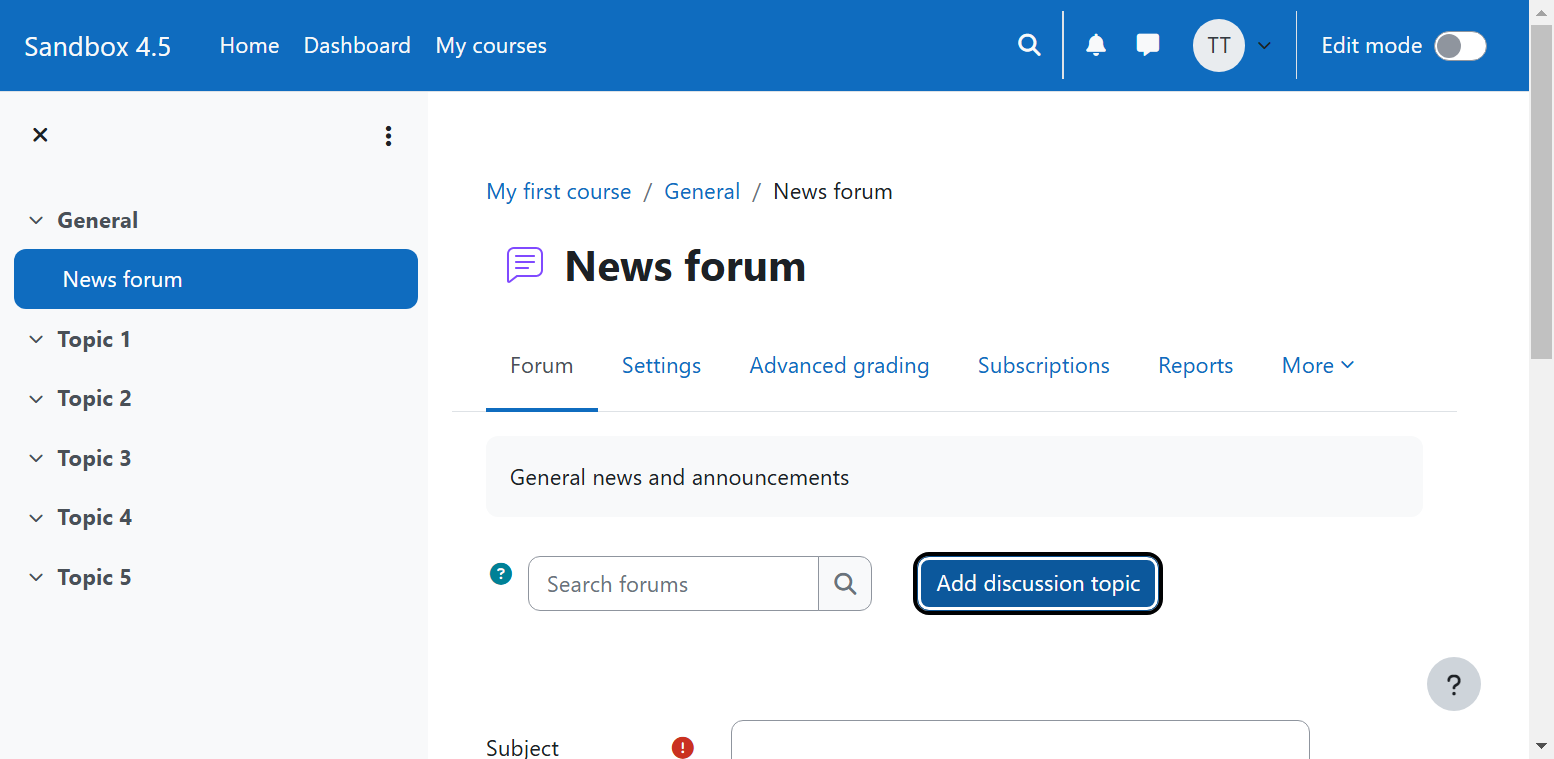 Sandbox 4.5 Home Dashboard My courses TT Edit mode
My first course / General / News forum
General
News forum
News forum
Topic 1
Forum Settings Advanced grading Subscriptions Reports More
Topic 2
Topic 3
General news and announcements
Topic 4
Topic 5
? Search forums Add discussion topic
?
Subject !